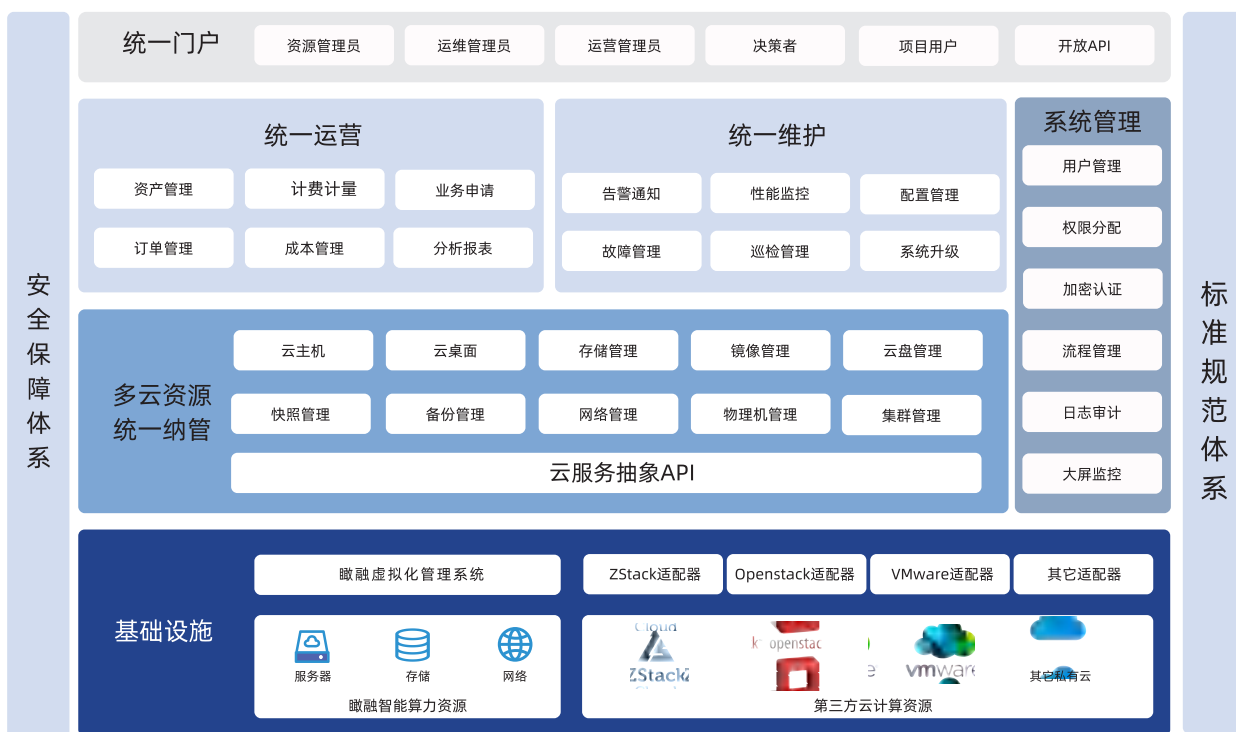 统一门户
资源管理员
运维管理员
运营管理员
决策者
项目用户
开放API
统一运营
资产管理
计费计量
业务申请
订单管理
成本管理
分析报表
统一维护
告警通知
性能监控
配置管理
故障管理
巡检管理
系统升级
系统管理
用户管理
权限分配
加密认证
流程管理
日志审计
大屏监控
安全保障体系
标准规范体系
多云资源
统一纳管
云主机
云桌面
存储管理
镜像管理
云盘管理
快照管理
备份管理
网络管理
物理机管理
集群管理
云服务抽象API
基础设施
瞰融虚拟化管理系统
ZStack适配器
Openstack适配器
VMware适配器
其它适配器
服务器
存储
网络
瞰融智能算力资源
Cloud
ZStack
openstac
vmware
其它私有云
第三方云计算资源